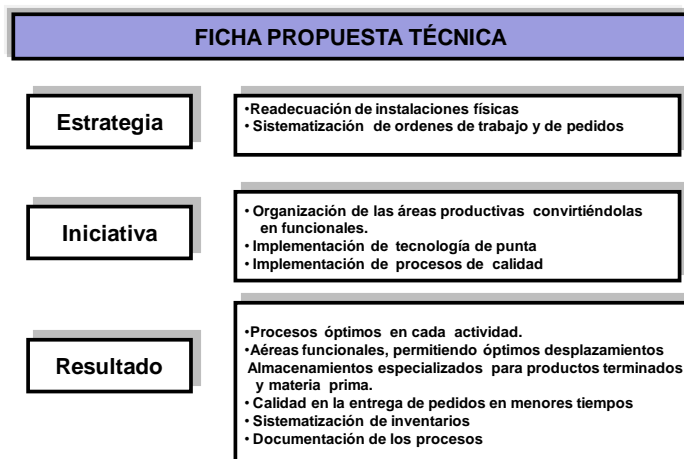 FICHA PROPUESTA TÉCNICA
Estrategia
•Readecuación de instalaciones físicas
• Sistematización de ordenes de trabajo y de pedidos
Iniciativa
• Organización de las áreas productivas convirtiéndolas
en funcionales.
• Implementación de tecnología de punta
• Implementación de procesos de calidad
Resultado
•Procesos óptimos en cada actividad.
•Aéreas funcionales, permitiendo óptimos desplazamientos
Almacenamientos especializados para productos terminados
y materia prima.
• Calidad en la entrega de pedidos en menores tiempos
• Sistematización de inventarios
• Documentación de los procesos